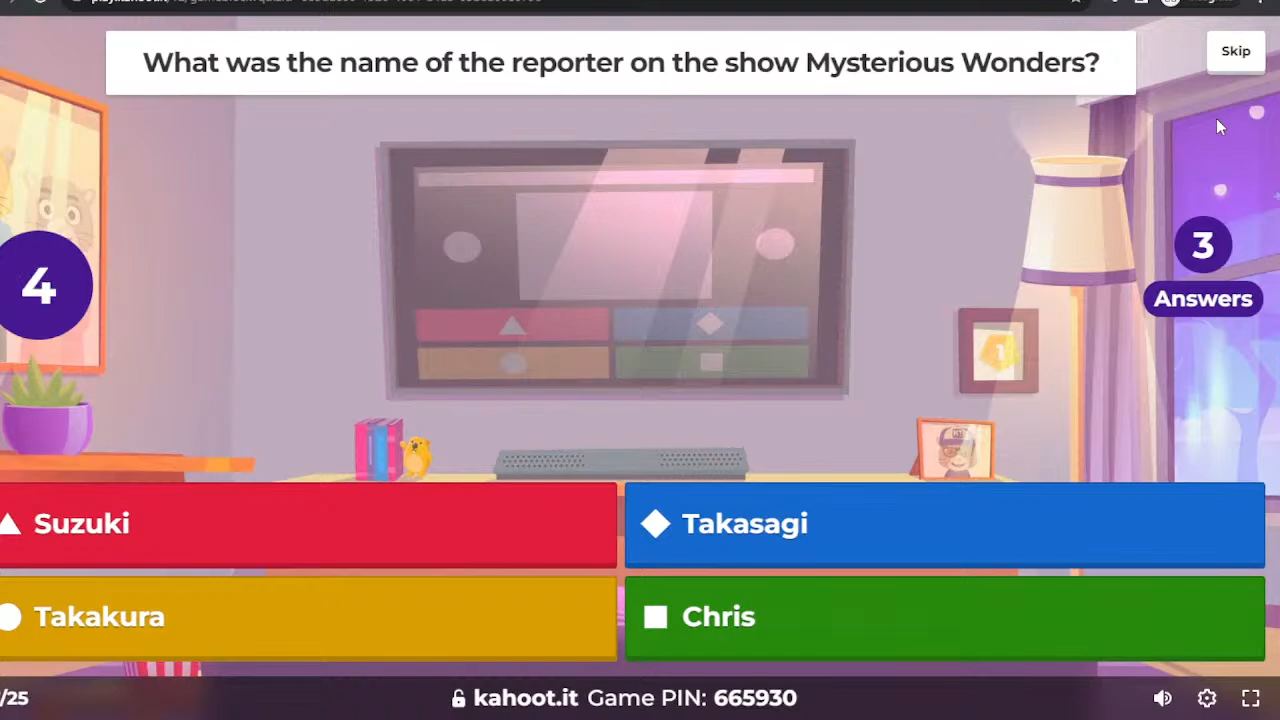 What was the name of the reporter on the show Mysterious Wonders?
Skip
4
3
Answers
1
Suzuki
Takasagi
Takakura
Chris
/25
kahoot.it Game PIN: 665930